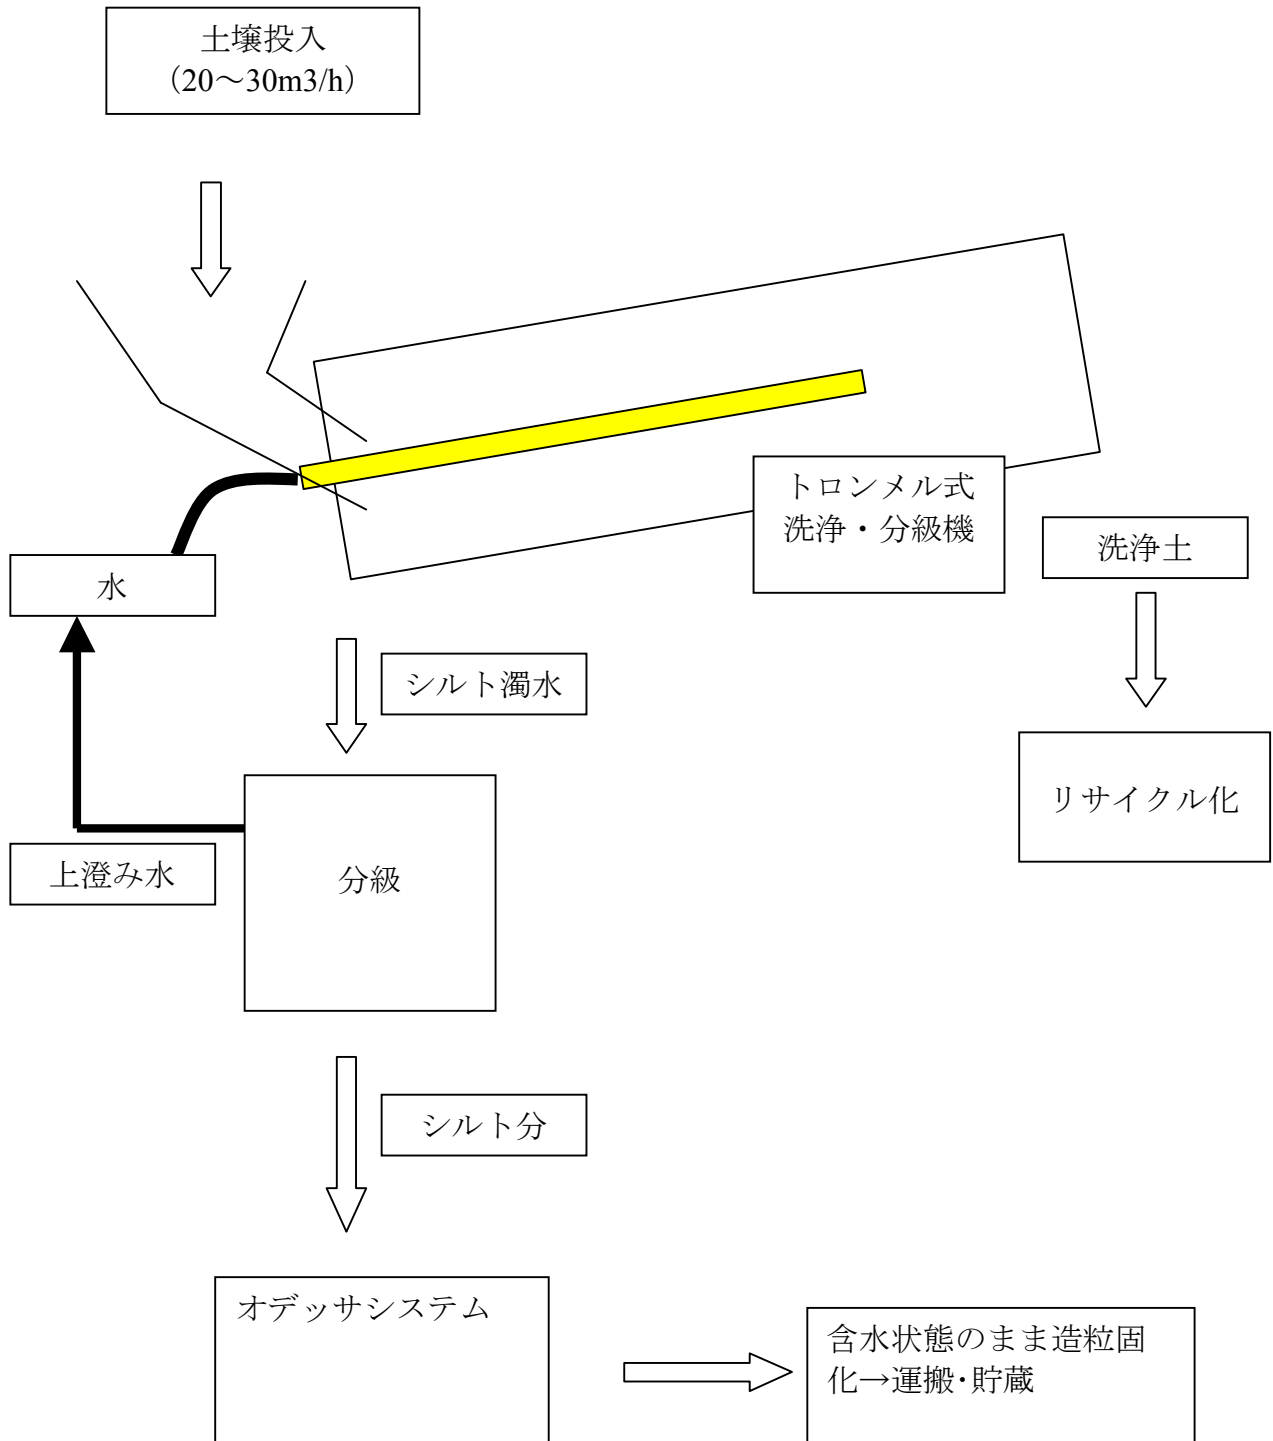 土壌投入
（20～30m3/h）
トロンメル式
洗浄・分級機
洗浄土
水
シルト濁水
リサイクル化
上澄み水
分級
シルト分
オデッサシステム
含水状態のまま造粒固
化→運搬･貯蔵